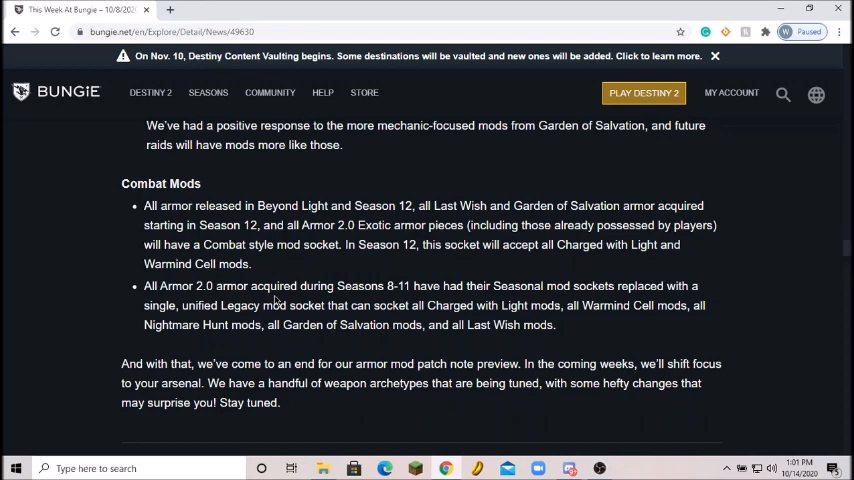 This Week At Bungie – 10/8/202
bungie.net/en/Explore/Detail/News/49630
W Paused
On Nov. 10, Destiny Content Vaulting begins. Some destinations will be vaulted and new ones will be added. Click to learn more.
BUNGiE DESTINY 2 SEASONS COMMUNITY HELP STORE PLAY DESTINY 2 MY ACCOUNT
We've had a positive response to the more mechanic-focused mods from Garden of Salvation, and future
raids will have mods more like those.
Combat Mods
• All armor released in Beyond Light and Season 12, all Last Wish and Garden of Salvation armor acquired
starting in Season 12, and all Armor 2.0 Exotic armor pieces (including those already possessed by players)
will have a Combat style mod socket. In Season 12, this socket will accept all Charged with Light and
Warmind Cell mods.
• All Armor 2.0 armor acquired during Seasons 8-11 have had their Seasonal mod sockets replaced with a
single, unified Legacy mod socket that can socket all Charged with Light mods, all Warmind Cell mods, all
Nightmare Hunt mods, all Garden of Salvation mods, and all Last Wish mods.
And with that, we've come to an end for our armor mod patch note preview. In the coming weeks, we'll shift focus
to your arsenal. We have a handful of weapon archetypes that are being tuned, with some hefty changes that
may surprise you! Stay tuned.
Type here to search
1:01 PM
10/14/2020